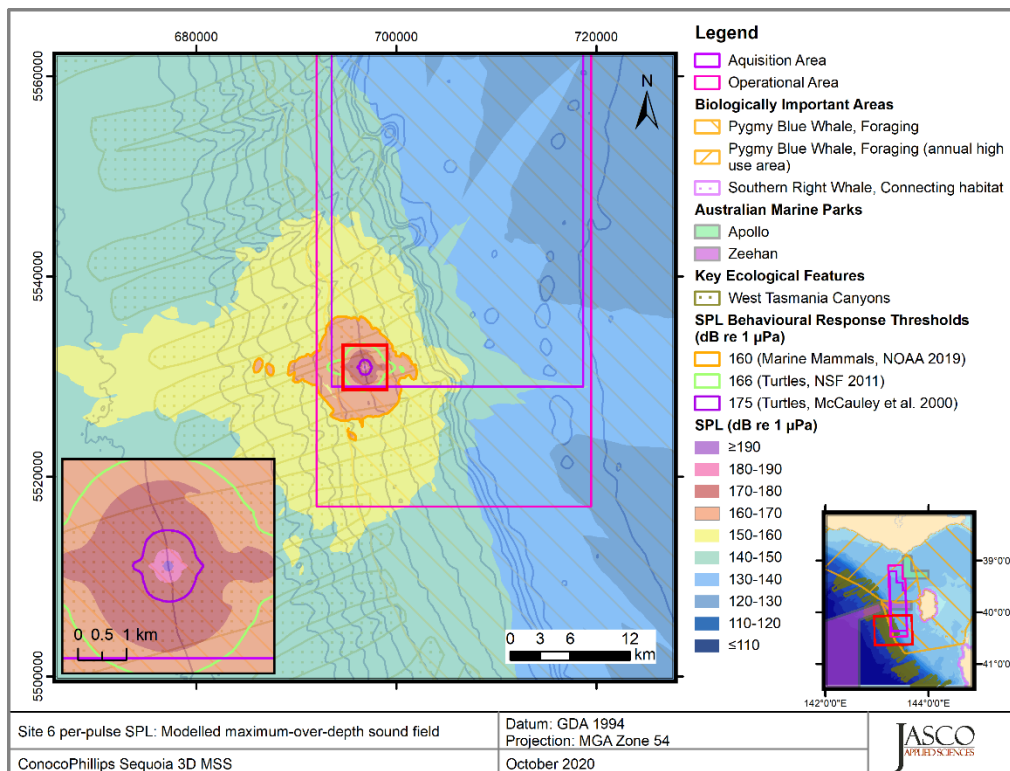 680000
700000
720000
5560000
5540000
5520000
5500000
N
0 0.5 1 km
0 3 6 12
km
Legend
Aquisition Area
Operational Area
Biologically Important Areas
Pygmy Blue Whale, Foraging
Pygmy Blue Whale, Foraging (annual high
use area)
Southern Right Whale, Connecting habitat
Australian Marine Parks
Apollo
Zeehan
Key Ecological Features
West Tasmania Canyons
SPL Behavioural Response Thresholds
(dB re 1 µPa)
160 (Marine Mammals, NOAA 2019)
166 (Turtles, NSF 2011)
175 (Turtles, McCauley et al. 2000)
SPL (dB re 1 µPa)
≥190
180-190
170-180
160-170
150-160
140-150
130-140
120-130
110-120
≤110
39°0'0"
40°0'0"
41°0'0"
142°0'0"E
144°0'0"E
Site 6 per-pulse SPL: Modelled maximum-over-depth sound field
Datum: GDA 1994
Projection: MGA Zone 54
ConocoPhillips Sequoia 3D MSS
October 2020
JASCO
APPLIED SCIENCES